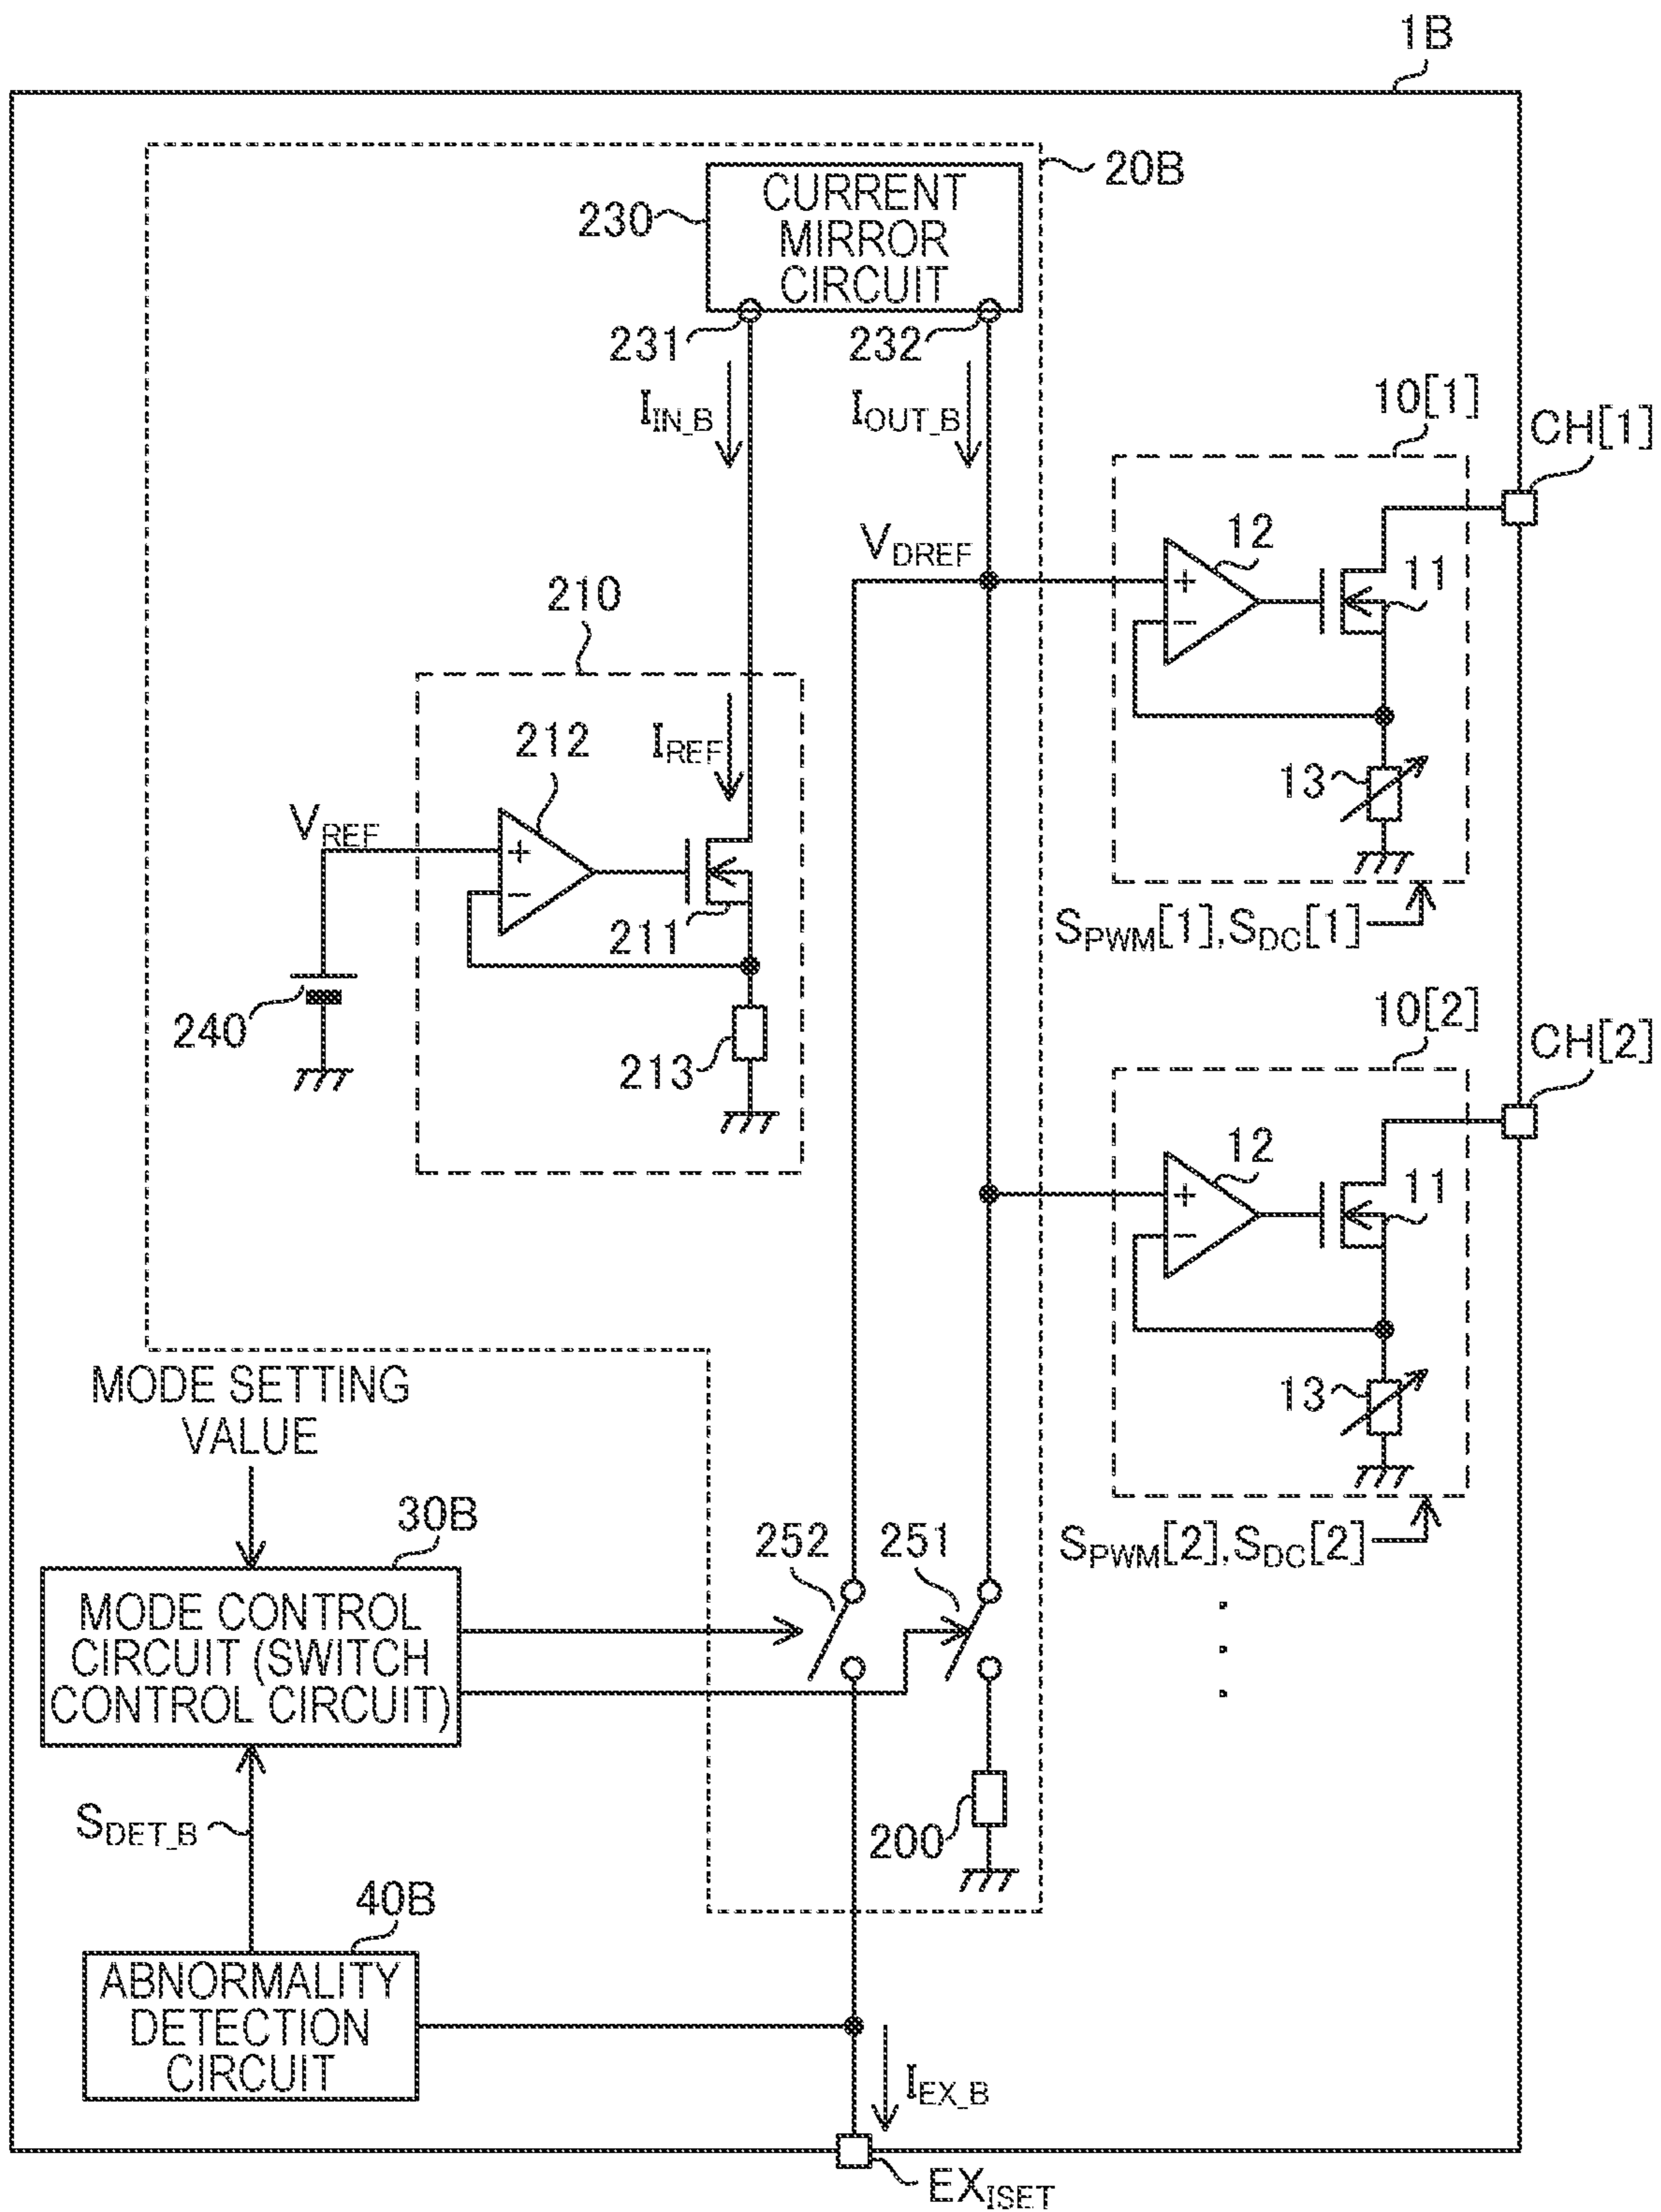 1B
20B
230
CURRENT
MIRROR
CIRCUIT
231
232
I_IN_B
I_OUT_B
10[1]
CH[1]
V_DREF
12
11
+
−
13
S_PWM[1],S_DC[1]
210
212
I_REF
V_REF
+
−
211
240
213
10[2]
CH[2]
12
11
+
−
13
S_PWM[2],S_DC[2]
MODE SETTING
VALUE
30B
252
251
MODE CONTROL
CIRCUIT (SWITCH
CONTROL CIRCUIT)
S_DET_B
200
40B
ABNORMALITY
DETECTION
CIRCUIT
I_EX_B
EX_ISET